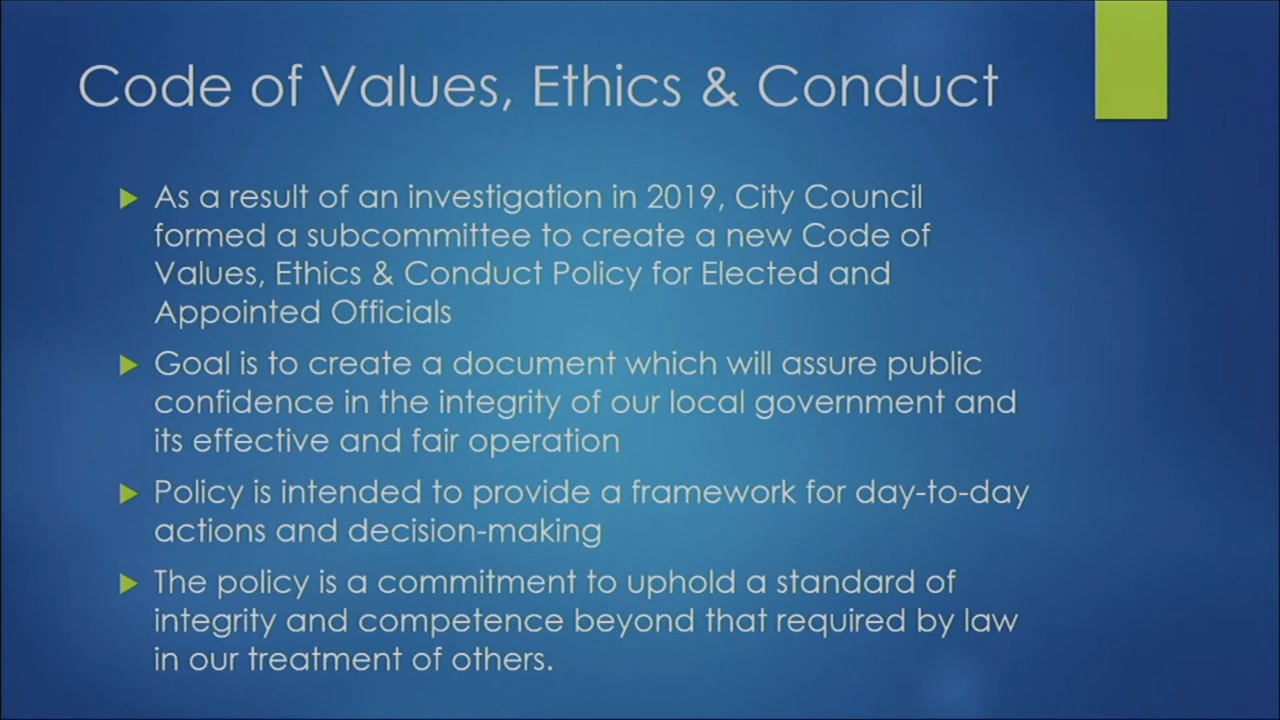 Code of Values, Ethics & Conduct
As a result of an investigation in 2019, City Council
formed a subcommittee to create a new Code of
Values, Ethics & Conduct Policy for Elected and
Appointed Officials
Goal is to create a document which will assure public
confidence in the integrity of our local government and
its effective and fair operation
Policy is intended to provide a framework for day-to-day
actions and decision-making
The policy is a commitment to uphold a standard of
integrity and competence beyond that required by law
in our treatment of others.